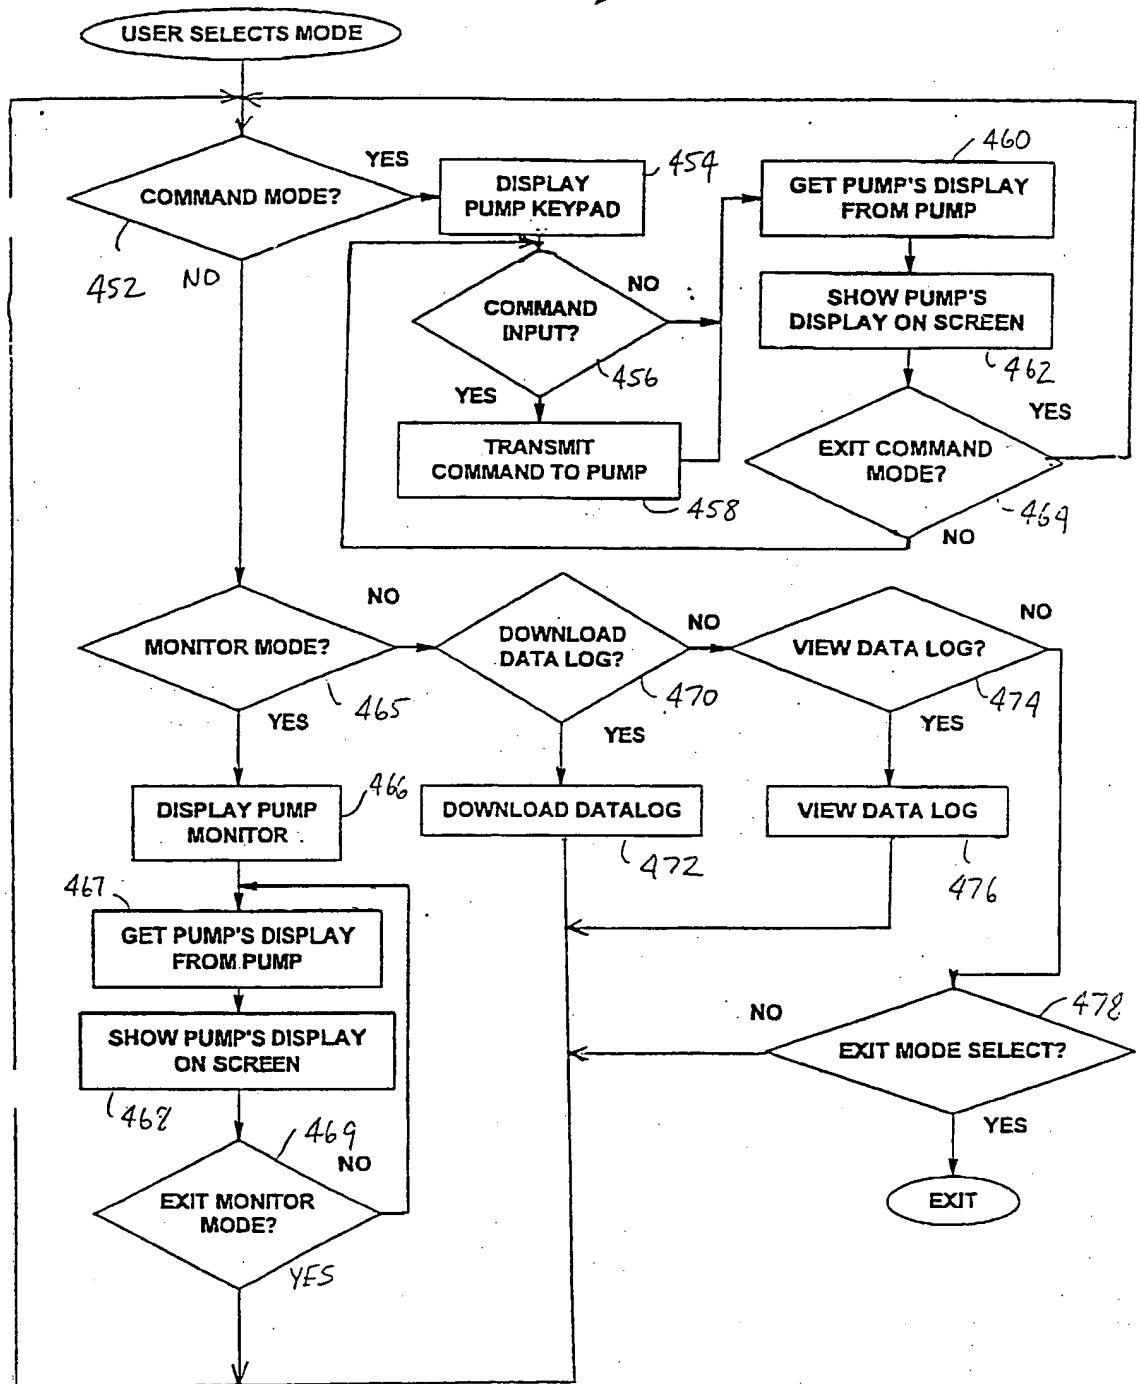 USER SELECTS MODE
COMMAND MODE?
YES
452
NO
DISPLAY
PUMP KEYPAD
454
COMMAND
INPUT?
NO
456
YES
TRANSMIT
COMMAND TO PUMP
458
460
GET PUMP'S DISPLAY
FROM PUMP
SHOW PUMP'S
DISPLAY ON SCREEN
462
EXIT COMMAND
MODE?
YES
464
NO
MONITOR MODE?
NO
465
YES
DOWNLOAD
DATA LOG?
NO
470
YES
VIEW DATA LOG?
NO
474
YES
DISPLAY PUMP
MONITOR
466
DOWNLOAD DATALOG
472
VIEW DATA LOG
476
467
GET PUMP'S DISPLAY
FROM PUMP
SHOW PUMP'S DISPLAY
ON SCREEN
468
469
EXIT MONITOR
MODE?
NO
YES
478
EXIT MODE SELECT?
NO
YES
EXIT